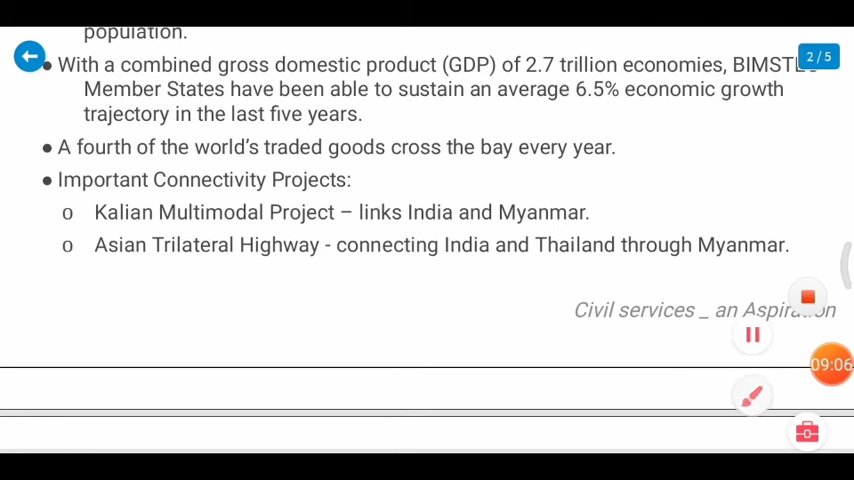 population.
2/5
● With a combined gross domestic product (GDP) of 2.7 trillion economies, BIMSTEC
Member States have been able to sustain an average 6.5% economic growth
trajectory in the last five years.
● A fourth of the world’s traded goods cross the bay every year.
● Important Connectivity Projects:
o Kalian Multimodal Project – links India and Myanmar.
o Asian Trilateral Highway - connecting India and Thailand through Myanmar.
Civil services _ an Aspiration
09:06